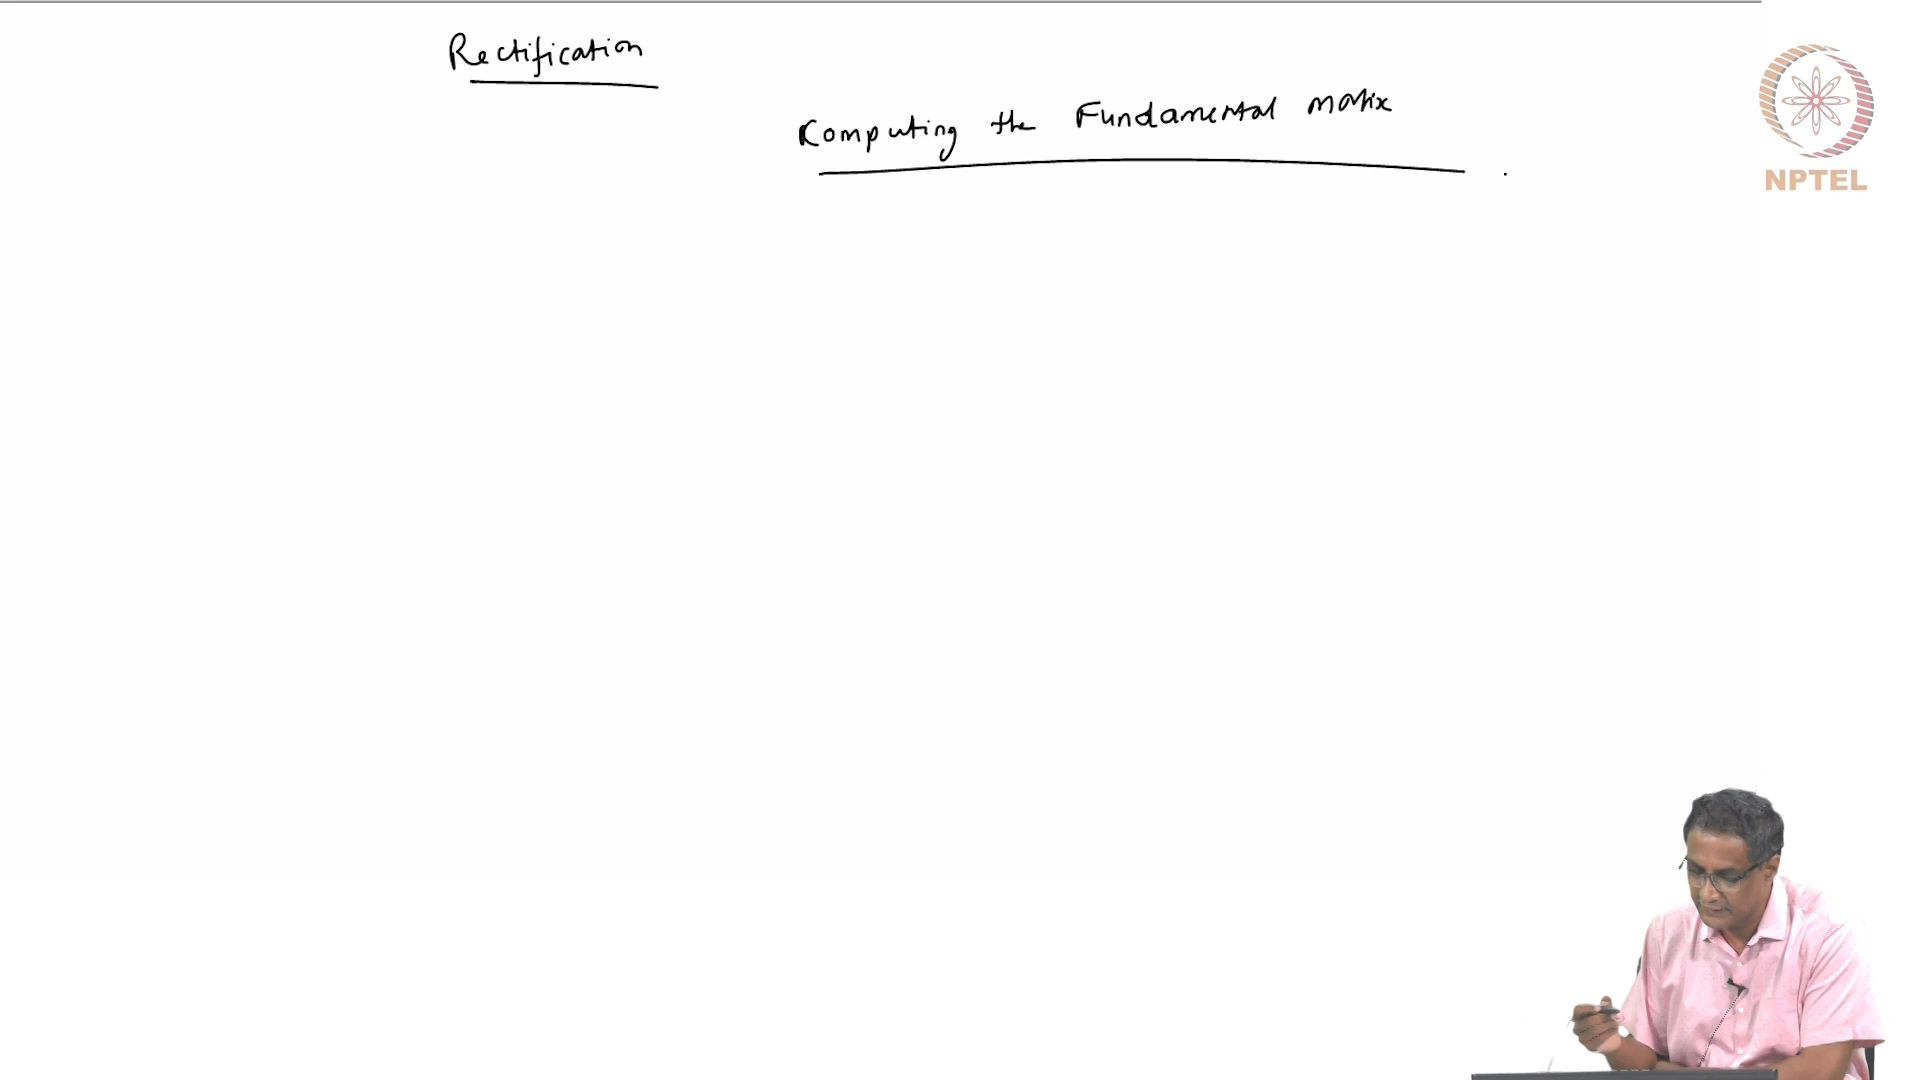 Rectification
Computing the Fundamental matrix
NPTEL